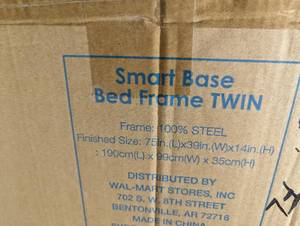 Smart Base
Bed Frame TWIN
Frame: 100% STEEL
Finished Size: 75in.(L)x39in.(W)x14in.(H)
: 190cm(L) x 99cm(W) x 35cm(H)
DISTRIBUTED BY
WAL-MART STORES, INC
702 S. W. 8TH STREET
BENTONVILLE, AR 72716
MADE IN CHINA